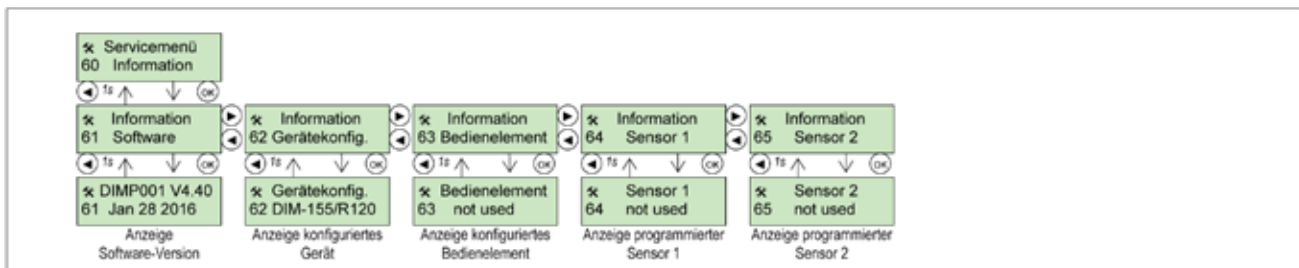 Servicemenü
60 Information
1s OK
Information
61 Software
Information
62 Gerätekonfig.
Information
63 Bedienelement
Information
64 Sensor 1
Information
65 Sensor 2
1s OK
1s OK
1s OK
1s OK
1s OK
DIMP001 V4.40
61 Jan 28 2016
Gerätekonfig.
62 DIM-155/R120
Bedienelement
63 not used
Sensor 1
64 not used
Sensor 2
65 not used
Anzeige
Software-Version
Anzeige konfiguriertes
Gerät
Anzeige konfiguriertes
Bedienelement
Anzeige programmierter
Sensor 1
Anzeige programmierter
Sensor 2